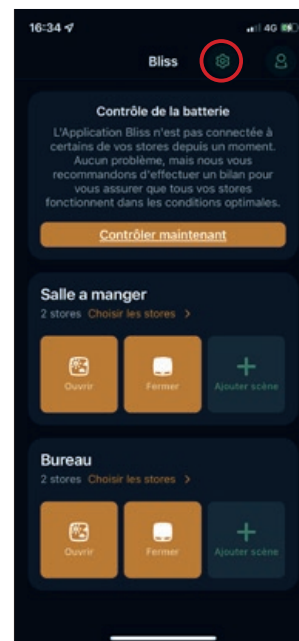 16:34 4G
Bliss
Contrôle de la batterie
L'Application Bliss n'est pas connectée à
certains de vos stores depuis un moment.
Aucun problème, mais nous vous
recommandons d'effectuer un bilan pour
vous assurer que tous vos stores
fonctionnent dans les conditions optimales.
Contrôler maintenant
Salle a manger
2 stores Choisir les stores >
Ouvrir Fermer Ajouter scène
Bureau
2 stores Choisir les stores >
Ouvrir Fermer Ajouter scène